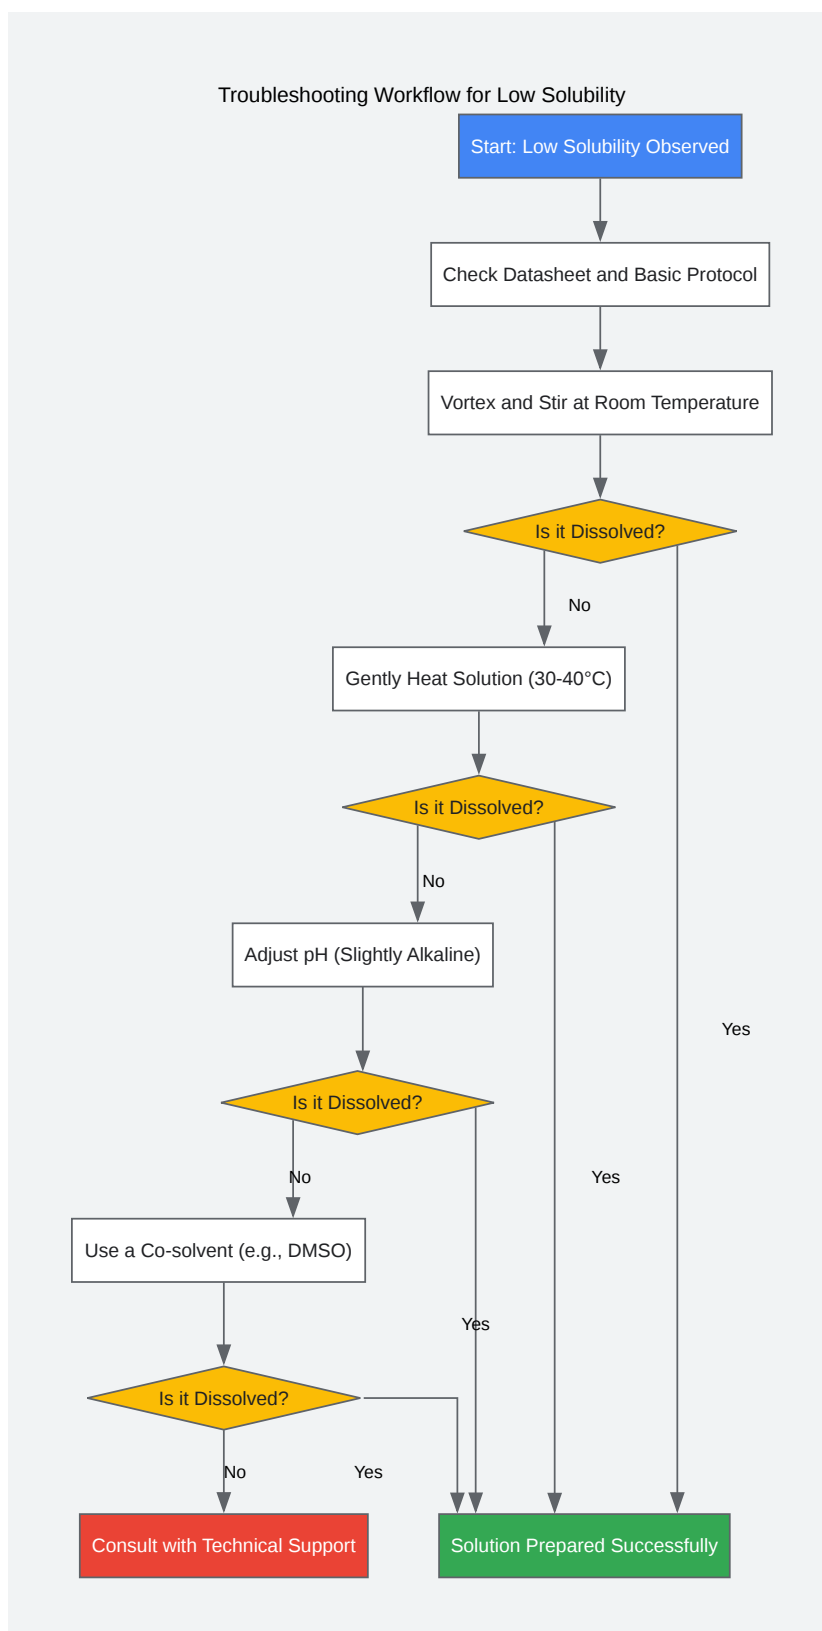 Troubleshooting Workflow for Low Solubility
Start: Low Solubility Observed
Check Datasheet and Basic Protocol
Vortex and Stir at Room Temperature
Is it Dissolved?
No
Gently Heat Solution (30-40°C)
Is it Dissolved?
No
Adjust pH (Slightly Alkaline)
Yes
Is it Dissolved?
No
Yes
Use a Co-solvent (e.g., DMSO)
Yes
Is it Dissolved?
No
Yes
Consult with Technical Support
Solution Prepared Successfully